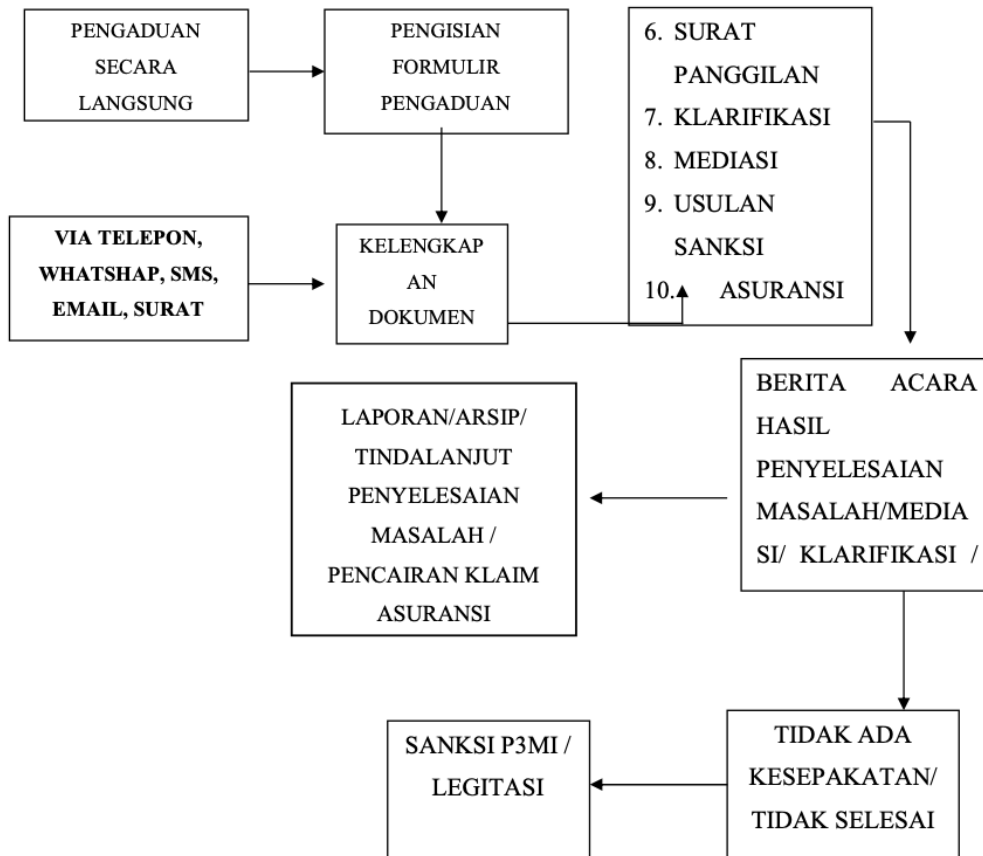 PENGADUAN
SECARA
LANGSUNG
PENGISIAN
FORMULIR
PENGADUAN
6. SURAT
PANGGILAN
7. KLARIFIKASI
8. MEDIASI
9. USULAN
SANKSI
10. ASURANSI
VIA TELEPON,
WHATSHAP, SMS,
EMAIL, SURAT
KELENGKAP
AN
DOKUMEN
BERITA ACARA
HASIL
PENYELESAIAN
MASALAH/MEDIA
SI/ KLARIFIKASI /
LAPORAN/ARSIP/
TINDALANJUT
PENYELESAIAN
MASALAH /
PENCAIRAN KLAIM
ASURANSI
TIDAK ADA
KESEPAKATAN/
TIDAK SELESAI
SANKSI P3MI /
LEGITASI